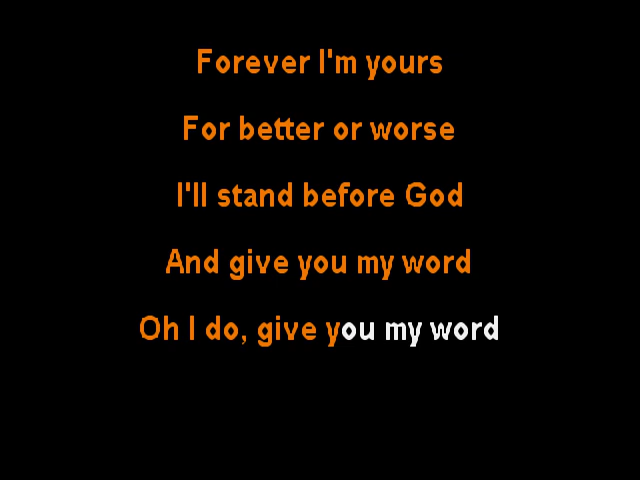 Forever I'm yours
For better or worse
I'll stand before God
And give you my word
Oh I do, give you my word